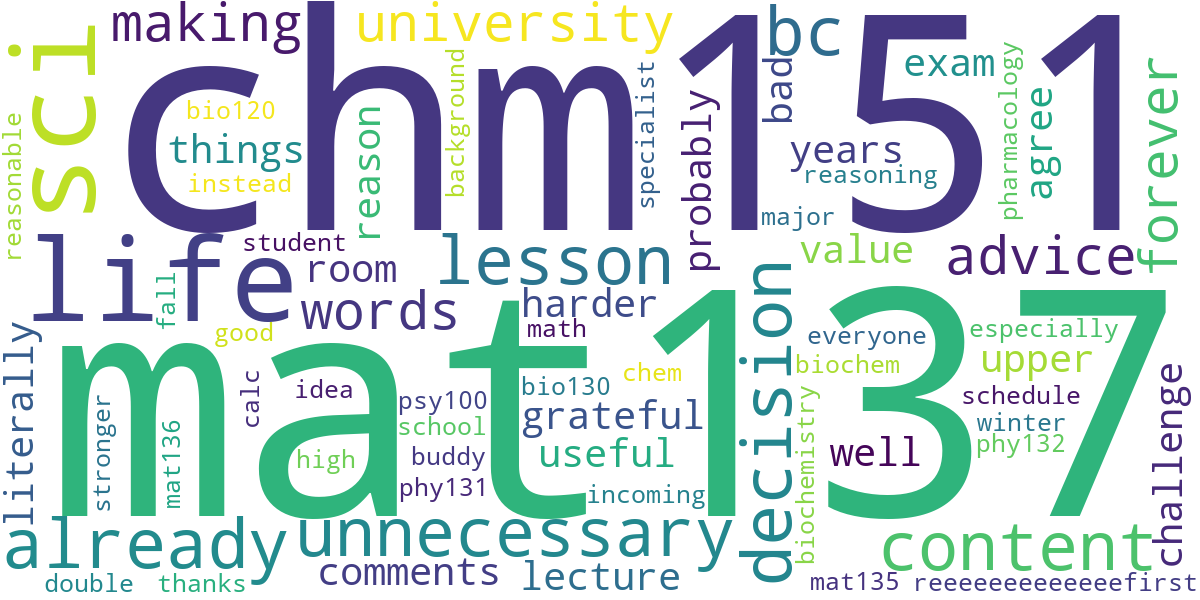 making
university
bc
chm151
sci
exam
bio120
things
instead
reason
background
specialist
probably
bad
years
reasoning
pharmacology
agree
forever
reasonable
major
life
student
room
lesson
value
advice
fall
words
harder
good
math
decision
everyone
especially
literally
mat137
biochem
upper
calc
idea
psy100
bio130
chem
schedule
challenge
stronger
mat136
school
grateful
winter
high
buddy
useful
well
phy132
phy131
incoming
biochemistry
already
unnecessary
content
comments
lecture
double
thanks
mat135
reeeeeeeeeeeeefirst